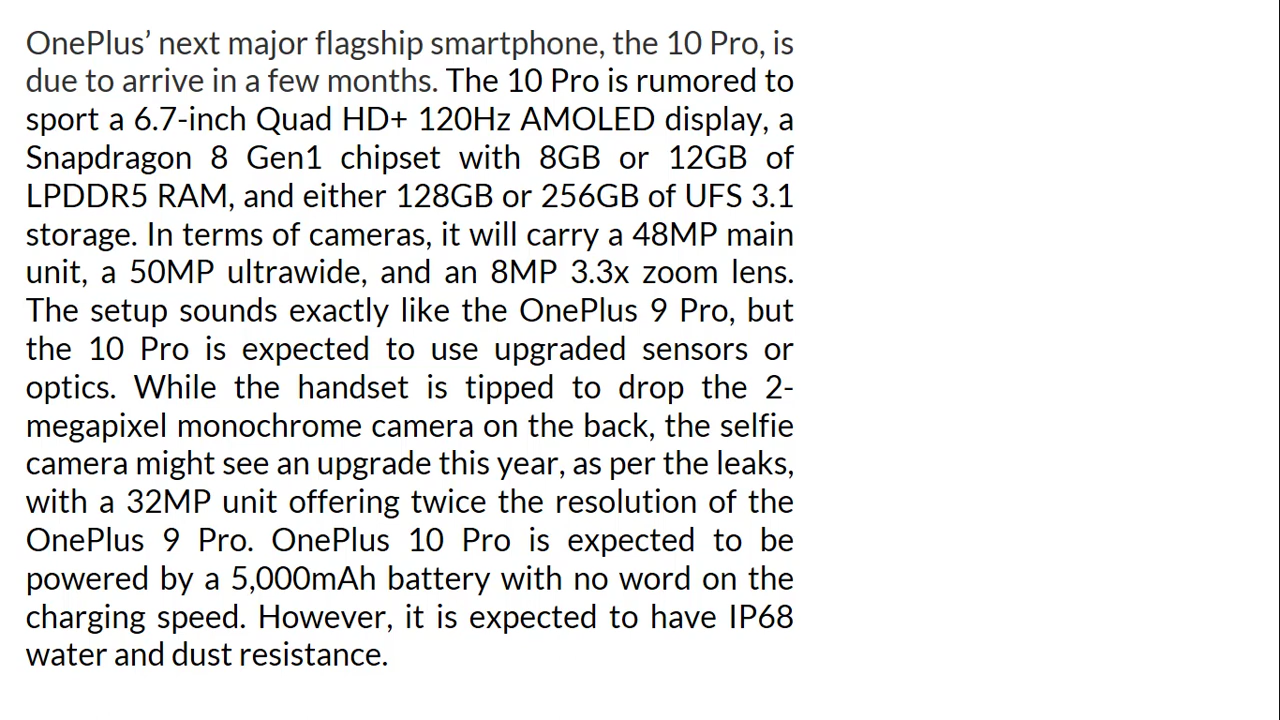 OnePlus’ next major flagship smartphone, the 10 Pro, is
due to arrive in a few months. The 10 Pro is rumored to
sport a 6.7-inch Quad HD+ 120Hz AMOLED display, a
Snapdragon 8 Gen1 chipset with 8GB or 12GB of
LPDDR5 RAM, and either 128GB or 256GB of UFS 3.1
storage. In terms of cameras, it will carry a 48MP main
unit, a 50MP ultrawide, and an 8MP 3.3x zoom lens.
The setup sounds exactly like the OnePlus 9 Pro, but
the 10 Pro is expected to use upgraded sensors or
optics. While the handset is tipped to drop the 2-
megapixel monochrome camera on the back, the selfie
camera might see an upgrade this year, as per the leaks,
with a 32MP unit offering twice the resolution of the
OnePlus 9 Pro. OnePlus 10 Pro is expected to be
powered by a 5,000mAh battery with no word on the
charging speed. However, it is expected to have IP68
water and dust resistance.